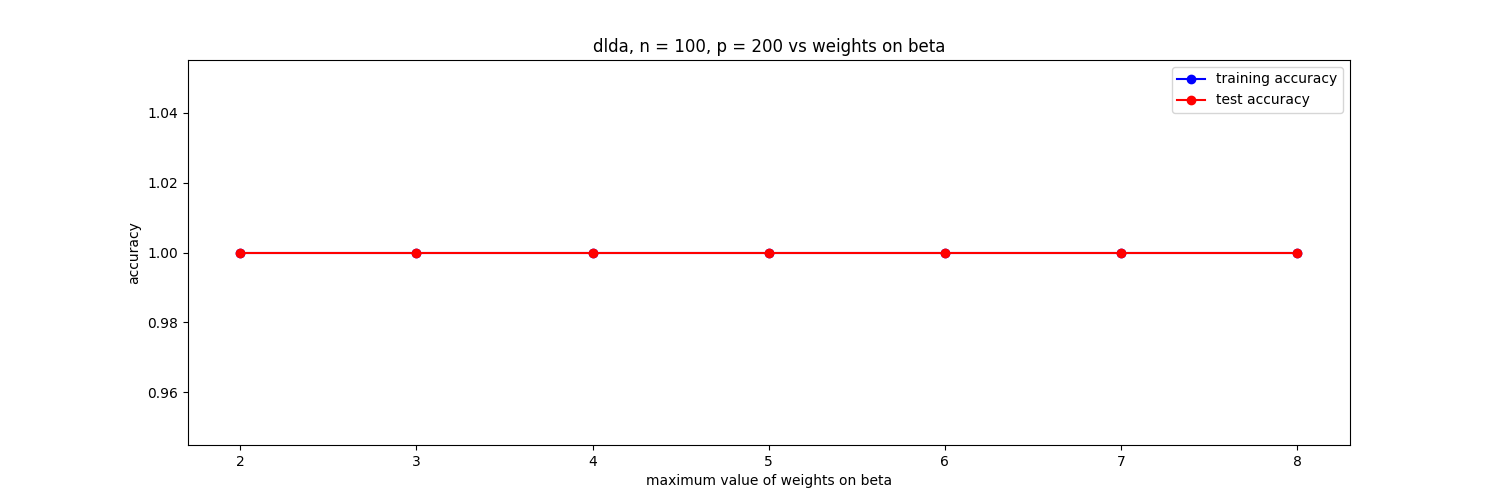 dlda, n = 100, p = 200 vs weights on beta
training accuracy
test accuracy
accuracy
1.04
1.02
1.00
0.98
0.96
2 3 4 5 6 7 8
maximum value of weights on beta